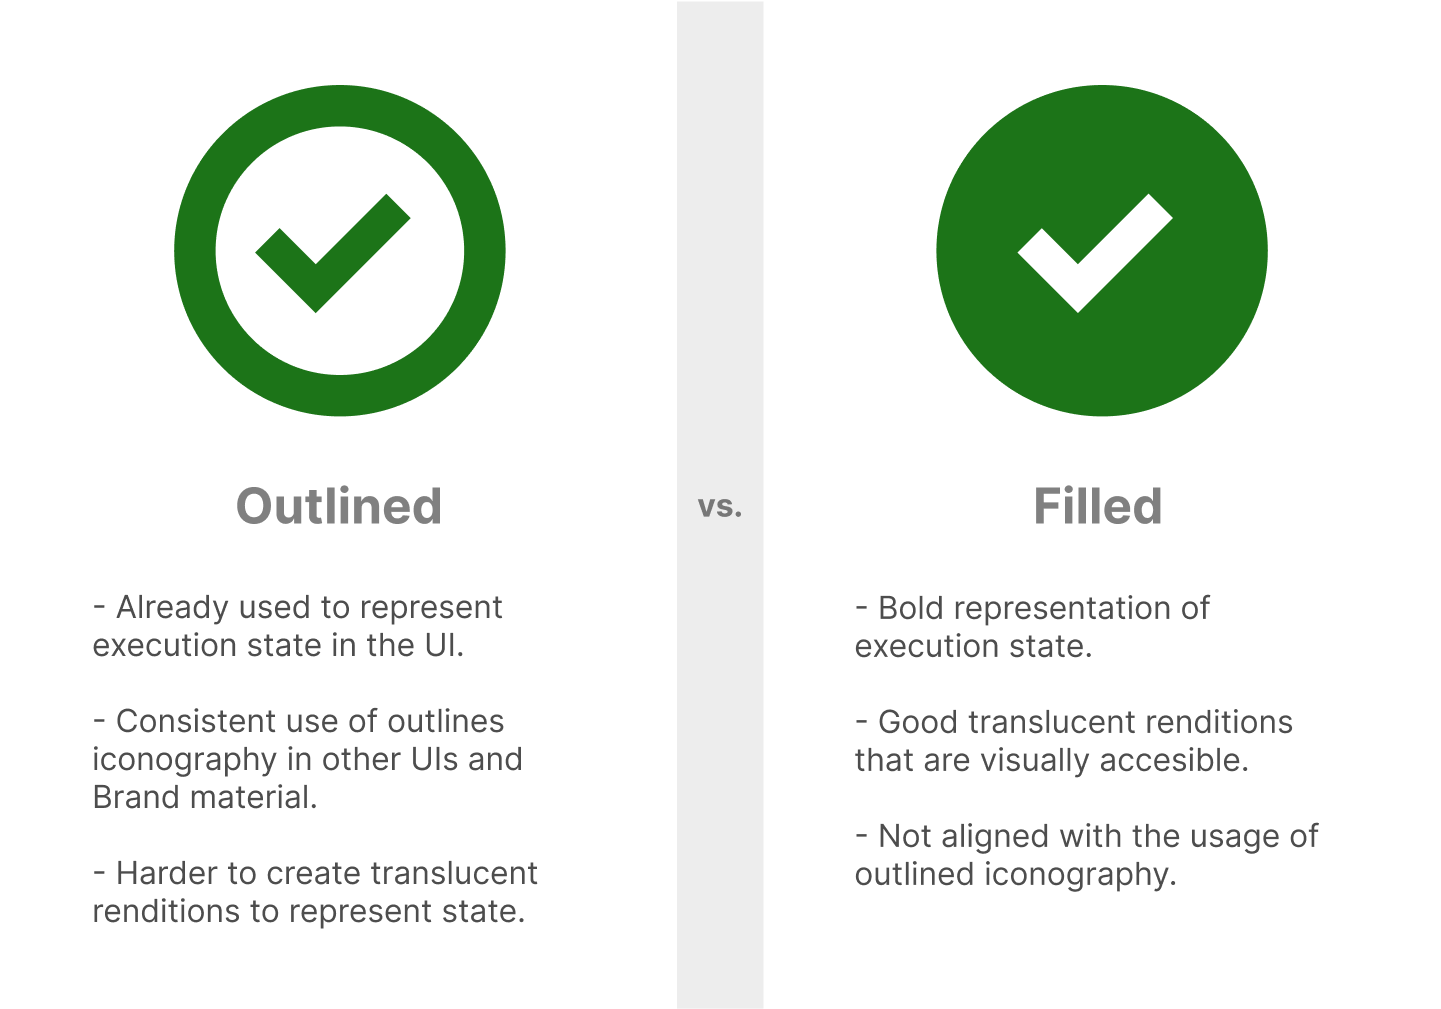 Outlined
- Already used to represent
execution state in the UI.
- Consistent use of outlines
iconography in other UIs and
Brand material.
- Harder to create translucent
renditions to represent state.
vs.
Filled
- Bold representation of
execution state.
- Good translucent renditions
that are visually accesible.
- Not aligned with the usage of
outlined iconography.